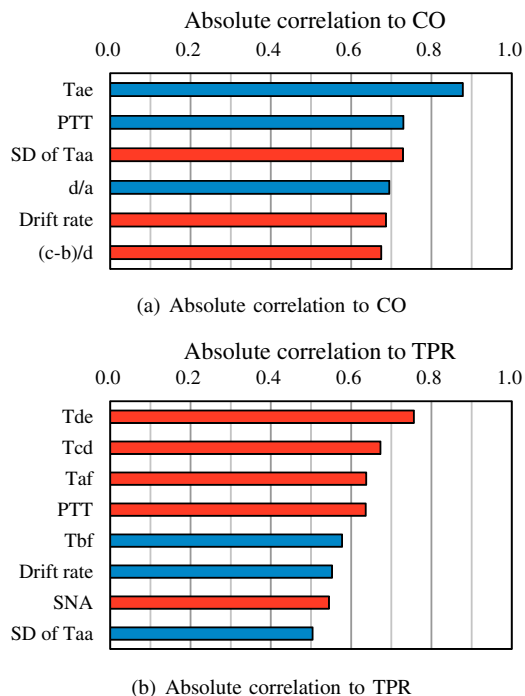 Absolute correlation to CO
0.0 0.2 0.4 0.6 0.8 1.0
Tae
PTT
SD of Taa
d/a
Drift rate
(c-b)/d
(a) Absolute correlation to CO
Absolute correlation to TPR
0.0 0.2 0.4 0.6 0.8 1.0
Tde
Tcd
Taf
PTT
Tbf
Drift rate
SNA
SD of Taa
(b) Absolute correlation to TPR